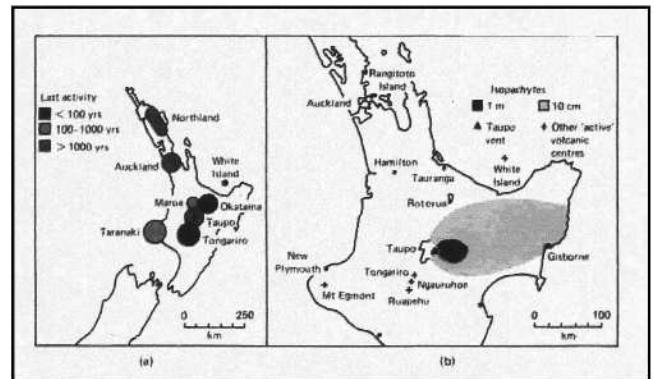 Last activity
< 100 yrs
100-1000 yrs
> 1000 yrs
Northland
Auckland
White
Island
Maroa
Okataina
Taupo
Taranaki
Tongariro
0 250
km
(a)
Rangitoto
Island
Auckland
Hamilton
Tauranga
Rotorua
White
Island
Taupo
Gisborne
New
Plymouth
Mt Egmont
Tongariro
Ngauruhoe
Ruapehu
Isopachytes
1 m
10 cm
Taupo
vent
Other 'active'
volcanic
centres
0 100
km
(b)